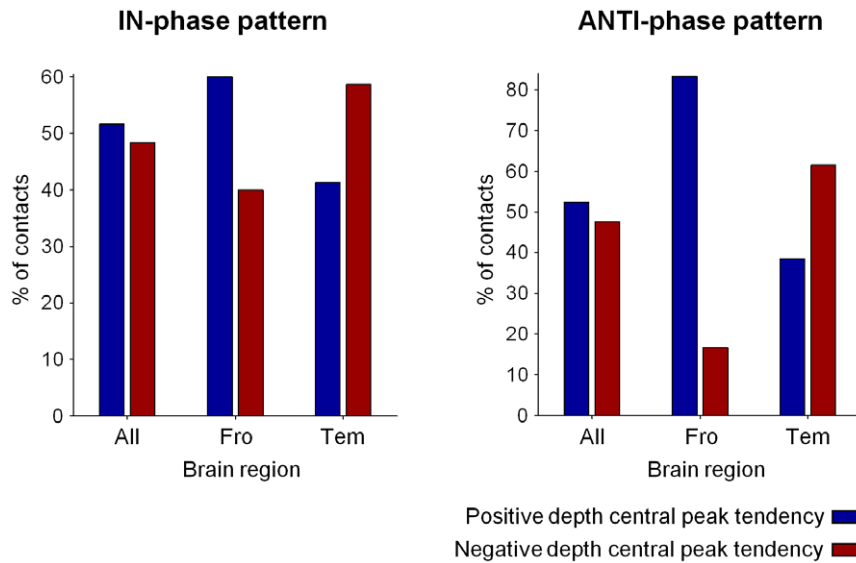 IN-phase pattern
% of contacts
60
50
40
30
20
10
0
All Fro Tem
Brain region
ANTI-phase pattern
% of contacts
80
70
60
50
40
30
20
10
0
All Fro Tem
Brain region
Positive depth central peak tendency
Negative depth central peak tendency